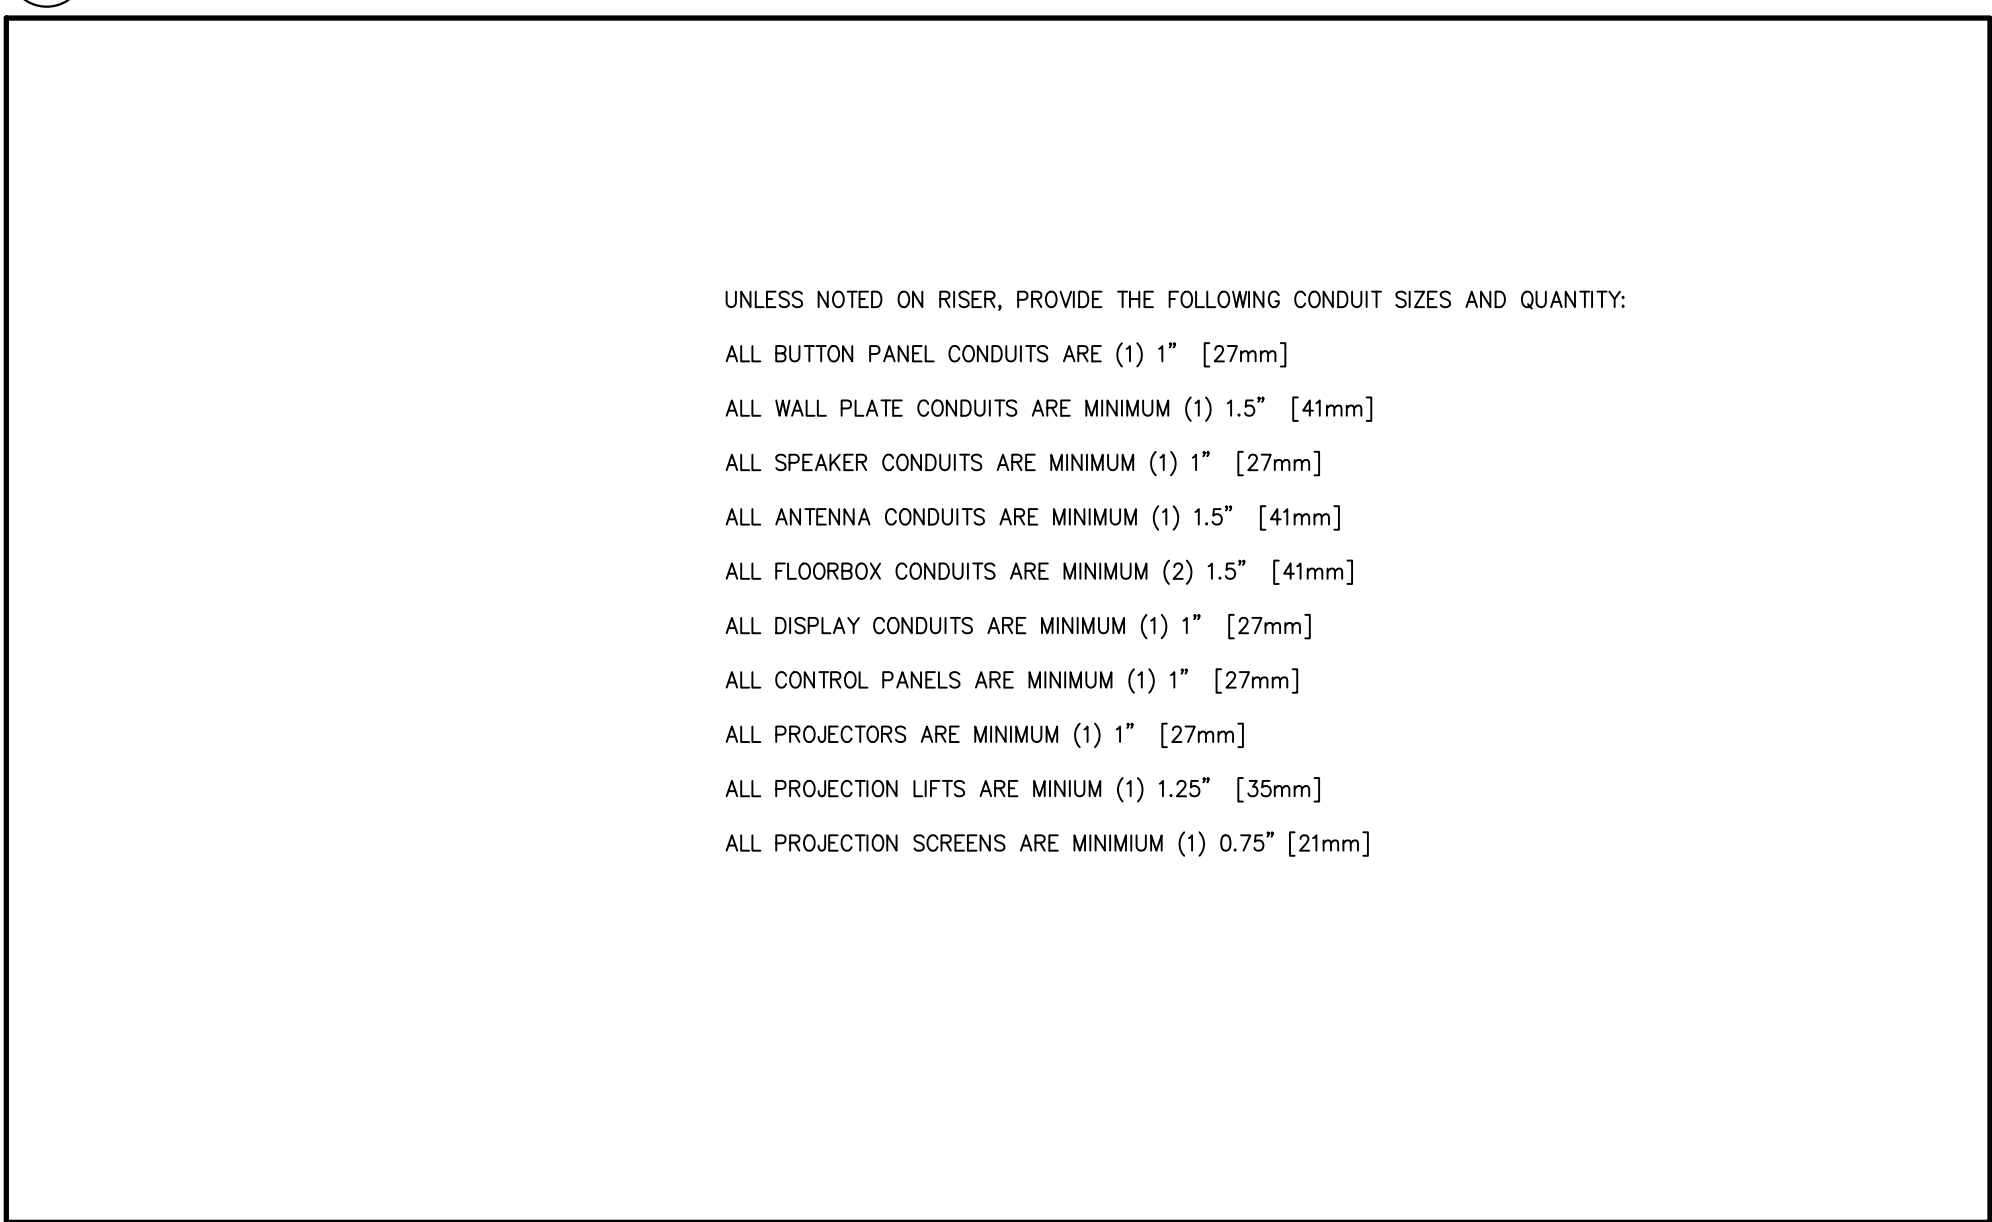 UNLESS NOTED ON RISER, PROVIDE THE FOLLOWING CONDUIT SIZES AND QUANTITY:
ALL BUTTON PANEL CONDUITS ARE (1) 1” [27mm]
ALL WALL PLATE CONDUITS ARE MINIMUM (1) 1.5” [41mm]
ALL SPEAKER CONDUITS ARE MINIMUM (1) 1” [27mm]
ALL ANTENNA CONDUITS ARE MINIMUM (1) 1.5” [41mm]
ALL FLOORBOX CONDUITS ARE MINIMUM (2) 1.5” [41mm]
ALL DISPLAY CONDUITS ARE MINIMUM (1) 1” [27mm]
ALL CONTROL PANELS ARE MINIMUM (1) 1” [27mm]
ALL PROJECTORS ARE MINIMUM (1) 1” [27mm]
ALL PROJECTION LIFTS ARE MINIUM (1) 1.25” [35mm]
ALL PROJECTION SCREENS ARE MINIMIUM (1) 0.75” [21mm]